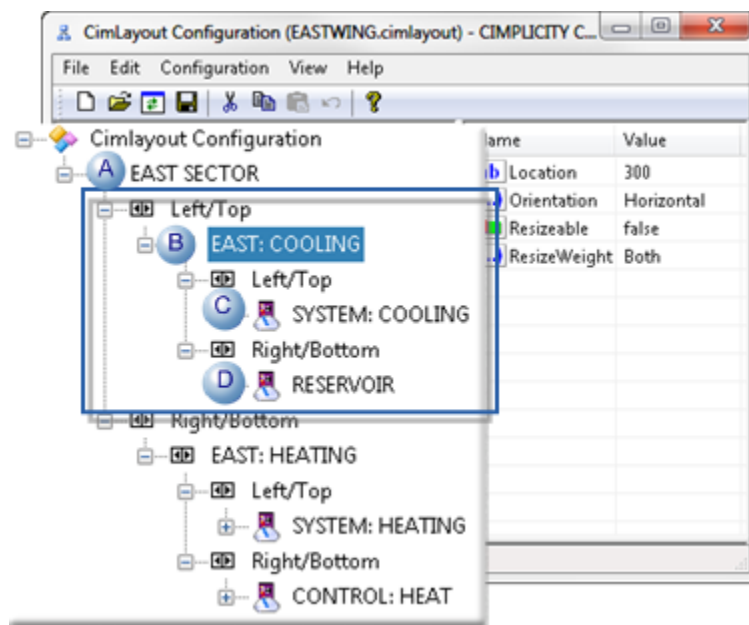 CimLayout Configuration (EASTWING.cimlayout) - CIMPLICITY C...
File Edit Configuration View Help
Cimlayout Configuration
A EAST SECTOR
Left/Top
B EAST: COOLING
Left/Top
C SYSTEM: COOLING
Right/Bottom
D RESERVOIR
Right/Bottom
EAST: HEATING
Left/Top
SYSTEM: HEATING
Right/Bottom
CONTROL: HEAT
Value
Location 300
Orientation Horizontal
Resizeable false
ResizeWeight Both